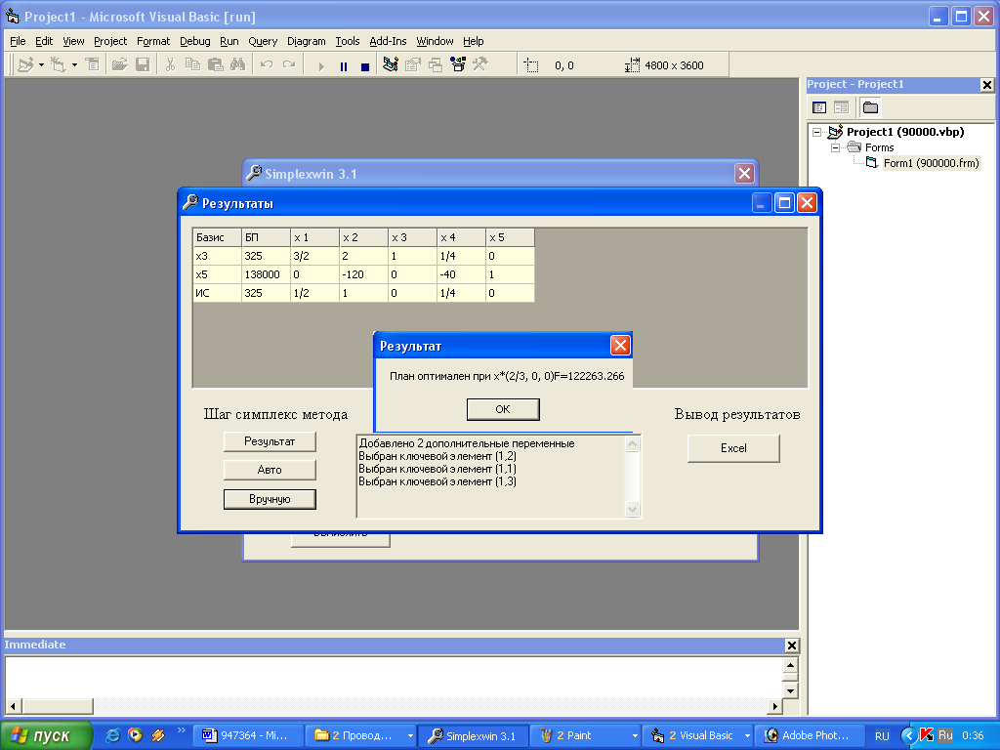 Project1 - Microsoft Visual Basic [run]
File Edit View Project Format Debug Run Query Diagram Tools Add-Ins Window Help
0, 0 4800 x 3600
Project - Project1
Project1 (90000.vbp)
Forms
Form1 (900000.frm)
Simplexwin 3.1
Результаты
Базис БП x 1 x 2 x 3 x 4 x 5
x3 325 3/2 2 1 1/4 0
x5 138000 0 -120 0 -40 1
ИС 325 1/2 1 0 1/4 0
Результат
План оптимален при x*(2/3, 0, 0)F=122263.266
OK
Шаг симплекс метода
Результат
Авто
Вручную
Добавлено 2 дополнительные переменные
Выбран ключевой элемент (1,2)
Выбран ключевой элемент (1,1)
Выбран ключевой элемент (1,3)
Вывод результатов
Excel
Immediate
пуск
947364 - Mi...
2 Провод...
Simplexwin 3.1
2 Paint
2 Visual Basic
Adobe Phot...
RU
Ru
0:36